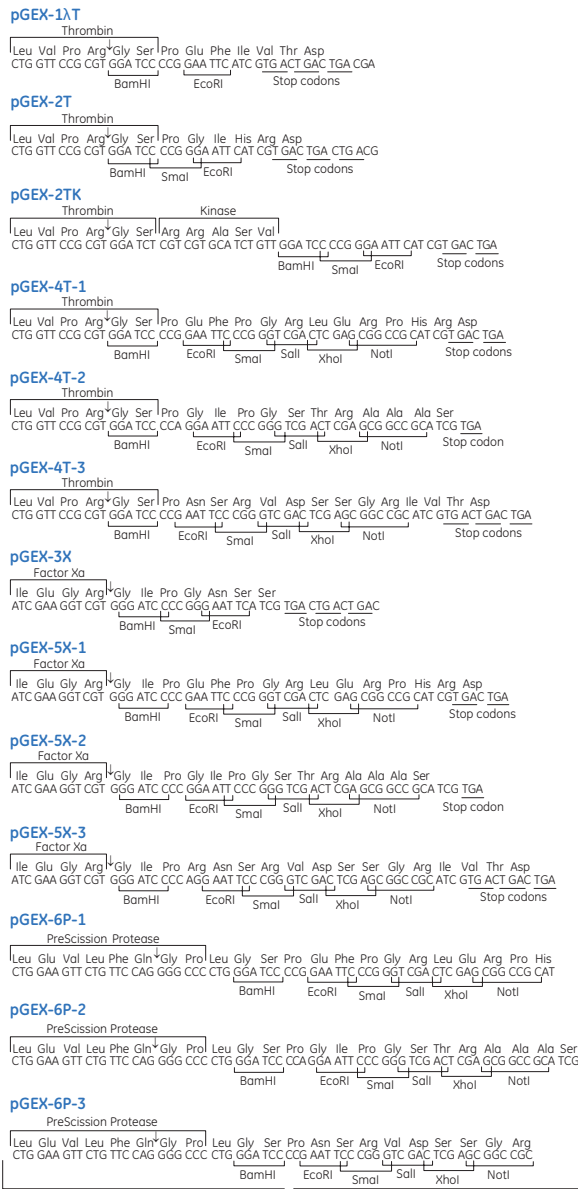 pGEX-1λT
Thrombin
Leu Val Pro Arg↓Gly Ser Pro Glu Phe Ile Val Thr Asp
CTG GTT CCG CGT GGA TCC CCG GAA TTC ATC GTG ACT GAC TGA CGA
BamHI EcoRI Stop codons
pGEX-2T
Thrombin
Leu Val Pro Arg↓Gly Ser Pro Gly Ile His Arg Asp
CTG GTT CCG CGT GGA TCC CCG GGA ATT CAT CGT GAC TGA CTG ACG
BamHI SmaI EcoRI Stop codons
pGEX-2TK
Thrombin Kinase
Leu Val Pro Arg↓Gly Ser Arg Arg Ala Ser Val
CTG GTT CCG CGT GGA TCT CGT CGT GCA TCT GTT GGA TCC CCG GGA ATT CAT CGT GAC TGA
BamHI SmaI EcoRI Stop codons
pGEX-4T-1
Thrombin
Leu Val Pro Arg↓Gly Ser Pro Glu Phe Pro Gly Arg Leu Glu Arg Pro His Arg Asp
CTG GTT CCG CGT GGA TCC CCG GAA TTC CCG GGT CGA CTC GAG CGG CCG CAT CGT GAC TGA
BamHI EcoRI SmaI SalI XhoI NotI Stop codons
pGEX-4T-2
Thrombin
Leu Val Pro Arg↓Gly Ser Pro Gly Ile Pro Gly Ser Thr Arg Ala Ala Ala Ser
CTG GTT CCG CGT GGA TCC CCA GGA ATT CCC GGG TCG ACT CGA GCG GCC GCA TCG TGA
BamHI EcoRI SmaI SalI XhoI NotI Stop codon
pGEX-4T-3
Thrombin
Leu Val Pro Arg↓Gly Ser Pro Asn Ser Arg Val Asp Ser Ser Gly Arg Ile Val Thr Asp
CTG GTT CCG CGT GGA TCC CCG AAT TCC CGG GTC GAC TCG AGC GGC CGC ATC GTG ACT GAC TGA
BamHI EcoRI SmaI SalI XhoI NotI Stop codons
pGEX-3X
Factor Xa
Ile Glu Gly Arg↓Gly Ile Pro Gly Asn Ser Ser
ATC GAA GGT CGT GGG ATC CCC GGG AAT TCA TCG TGA CTG ACT GAC
BamHI SmaI EcoRI Stop codons
pGEX-5X-1
Factor Xa
Ile Glu Gly Arg↓Gly Ile Pro Glu Phe Pro Gly Arg Leu Glu Arg Pro His Arg Asp
ATC GAA GGT CGT GGG ATC CCC GAA TTC CCG GGT CGA CTC GAG CGG CCG CAT CGT GAC TGA
BamHI EcoRI SmaI SalI XhoI NotI Stop codons
pGEX-5X-2
Factor Xa
Ile Glu Gly Arg↓Gly Ile Pro Gly Ile Pro Gly Ser Thr Arg Ala Ala Ala Ser
ATC GAA GGT CGT GGG ATC CCC GGA ATT CCC GGG TCG ACT CGA GCG GCC GCA TCG TGA
BamHI EcoRI SmaI SalI XhoI NotI Stop codon
pGEX-5X-3
Factor Xa
Ile Glu Gly Arg↓Gly Ile Pro Arg Asn Ser Arg Val Asp Ser Ser Gly Arg Ile Val Thr Asp
ATC GAA GGT CGT GGG ATC CCC AGG AAT TCC CGG GTC GAC TCG AGC GGC CGC ATC GTG ACT GAC TGA
BamHI EcoRI SmaI SalI XhoI NotI Stop codons
pGEX-6P-1
PreScission Protease
Leu Glu Val Leu Phe Gln↓Gly Pro Leu Gly Ser Pro Glu Phe Pro Gly Arg Leu Glu Arg Pro His
CTG GAA GTT CTG TTC CAG GGG CCC CTG GGA TCC CCG GAA TTC CCG GGT CGA CTC GAG CGG CCG CAT
BamHI EcoRI SmaI SalI XhoI NotI
pGEX-6P-2
PreScission Protease
Leu Glu Val Leu Phe Gln↓Gly Pro Leu Gly Ser Pro Gly Ile Pro Gly Ser Thr Arg Ala Ala Ala Ser
CTG GAA GTT CTG TTC CAG GGG CCC CTG GGA TCC CCA GGA ATT CCC GGG TCG ACT CGA GCG GCC GCA TCG
BamHI EcoRI SmaI SalI XhoI NotI
pGEX-6P-3
PreScission Protease
Leu Glu Val Leu Phe Gln↓Gly Pro Leu Gly Ser Pro Asn Ser Arg Val Asp Ser Ser Gly Arg
CTG GAA GTT CTG TTC CAG GGG CCC CTG GGA TCC CCG AAT TCC CGG GTC GAC TCG AGC GGC CGC
BamHI EcoRI SmaI SalI XhoI NotI